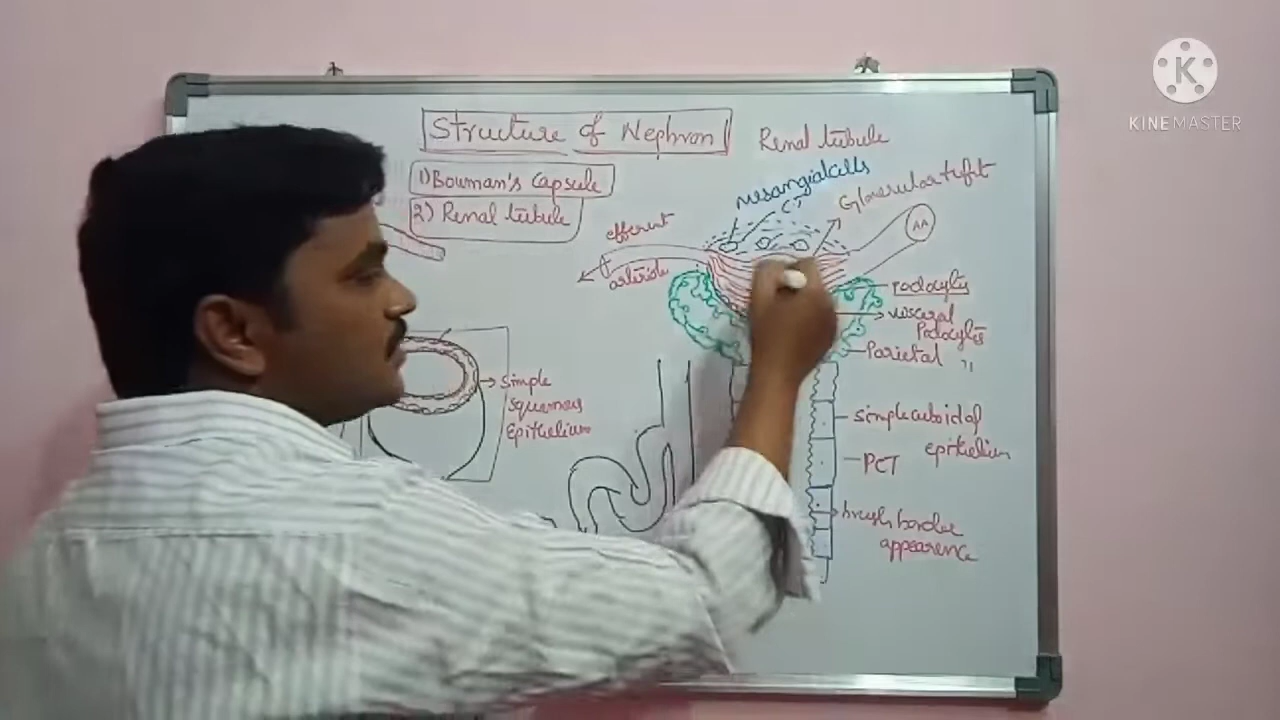 Structure of Nephron
1) Bowman's Capsule
2) Renal tubule
Renal tubule
mesangial cells
Glomerular tuft
AA
efferent
arteriole
podocytes
visceral
Podocytes
Parietal "
simple
squamous
Epithelium
simple cuboidal
epithelium
PCT
brush border
appearence
KINEMASTER